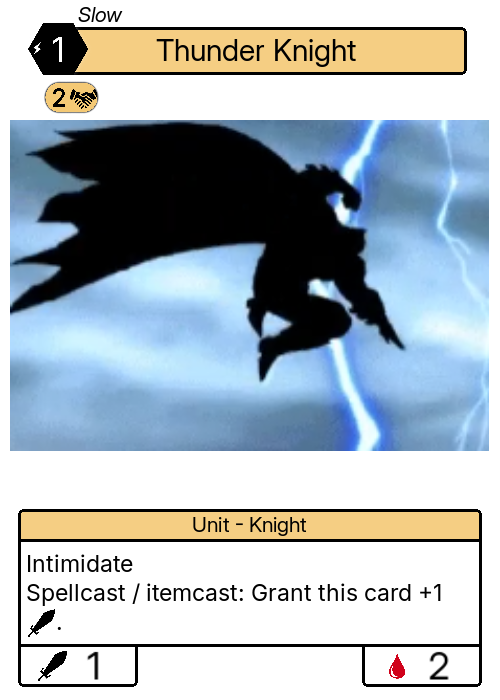 Slow
1
Thunder Knight
2
Unit - Knight
Intimidate
Spellcast / itemcast: Grant this card +1
.
1
2